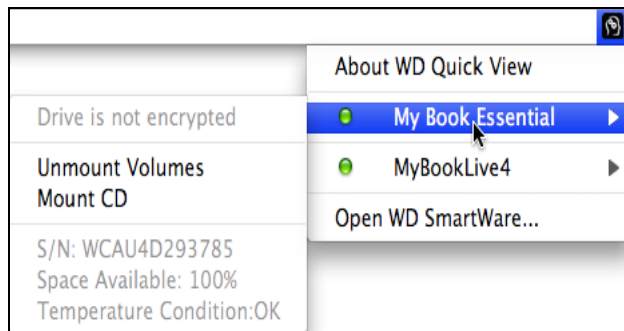 About WD Quick View
My Book Essential
MyBookLive4
Open WD SmartWare...
Drive is not encrypted
Unmount Volumes
Mount CD
S/N: WCAU4D293785
Space Available: 100%
Temperature Condition:OK